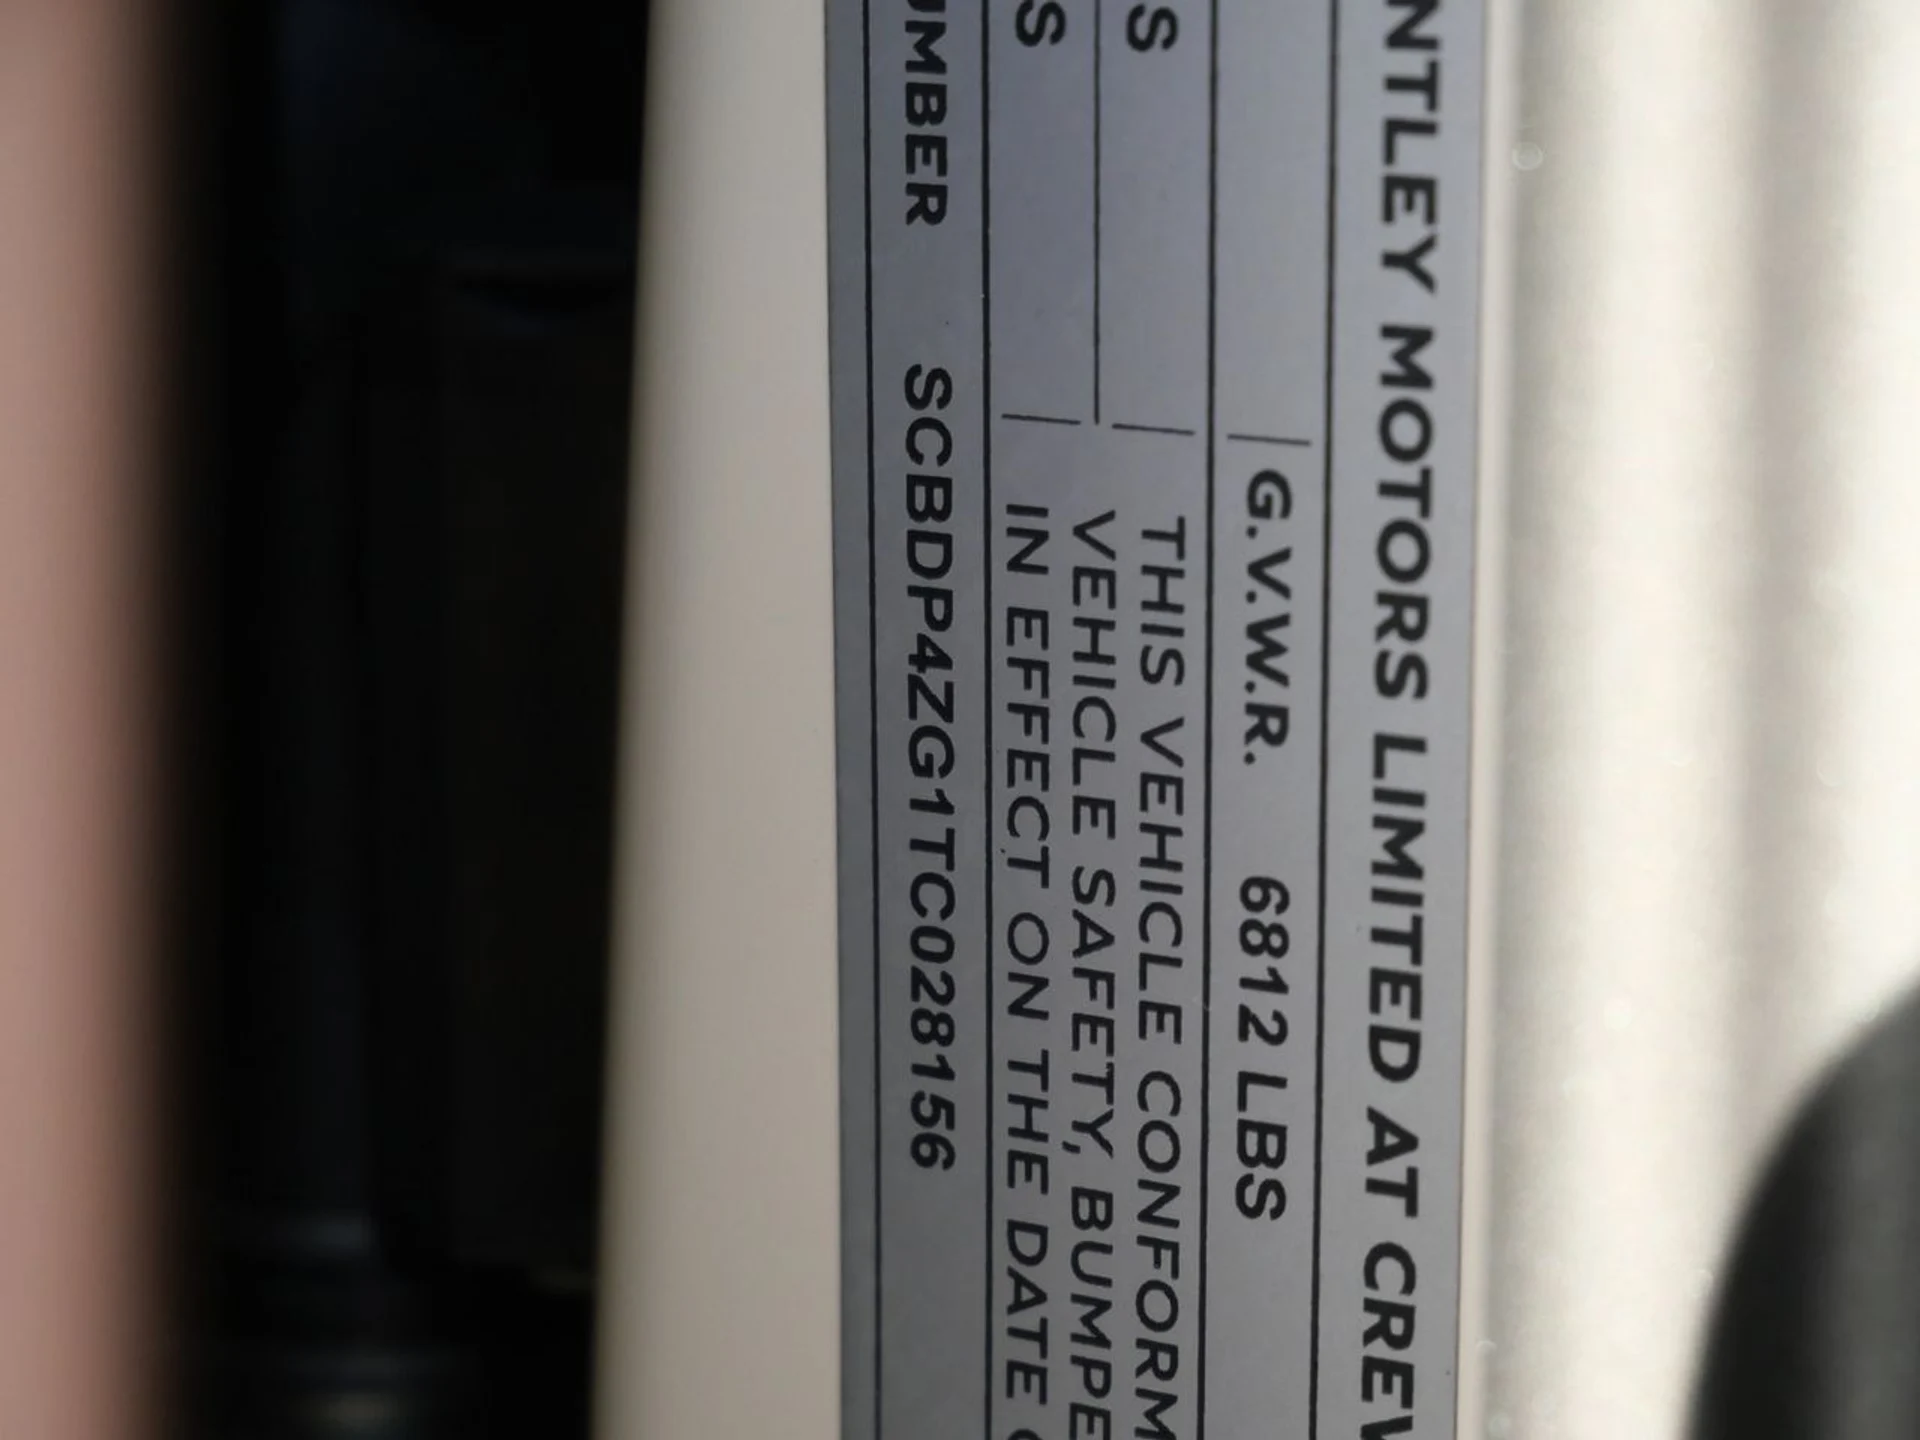 NTLEY MOTORS LIMITED AT CREW
G.V.W.R. 6812 LBS
S THIS VEHICLE CONFORM
VEHICLE SAFETY, BUMPE
S IN EFFECT ON THE DATE
UMBER SCBDP4ZG1TC028156